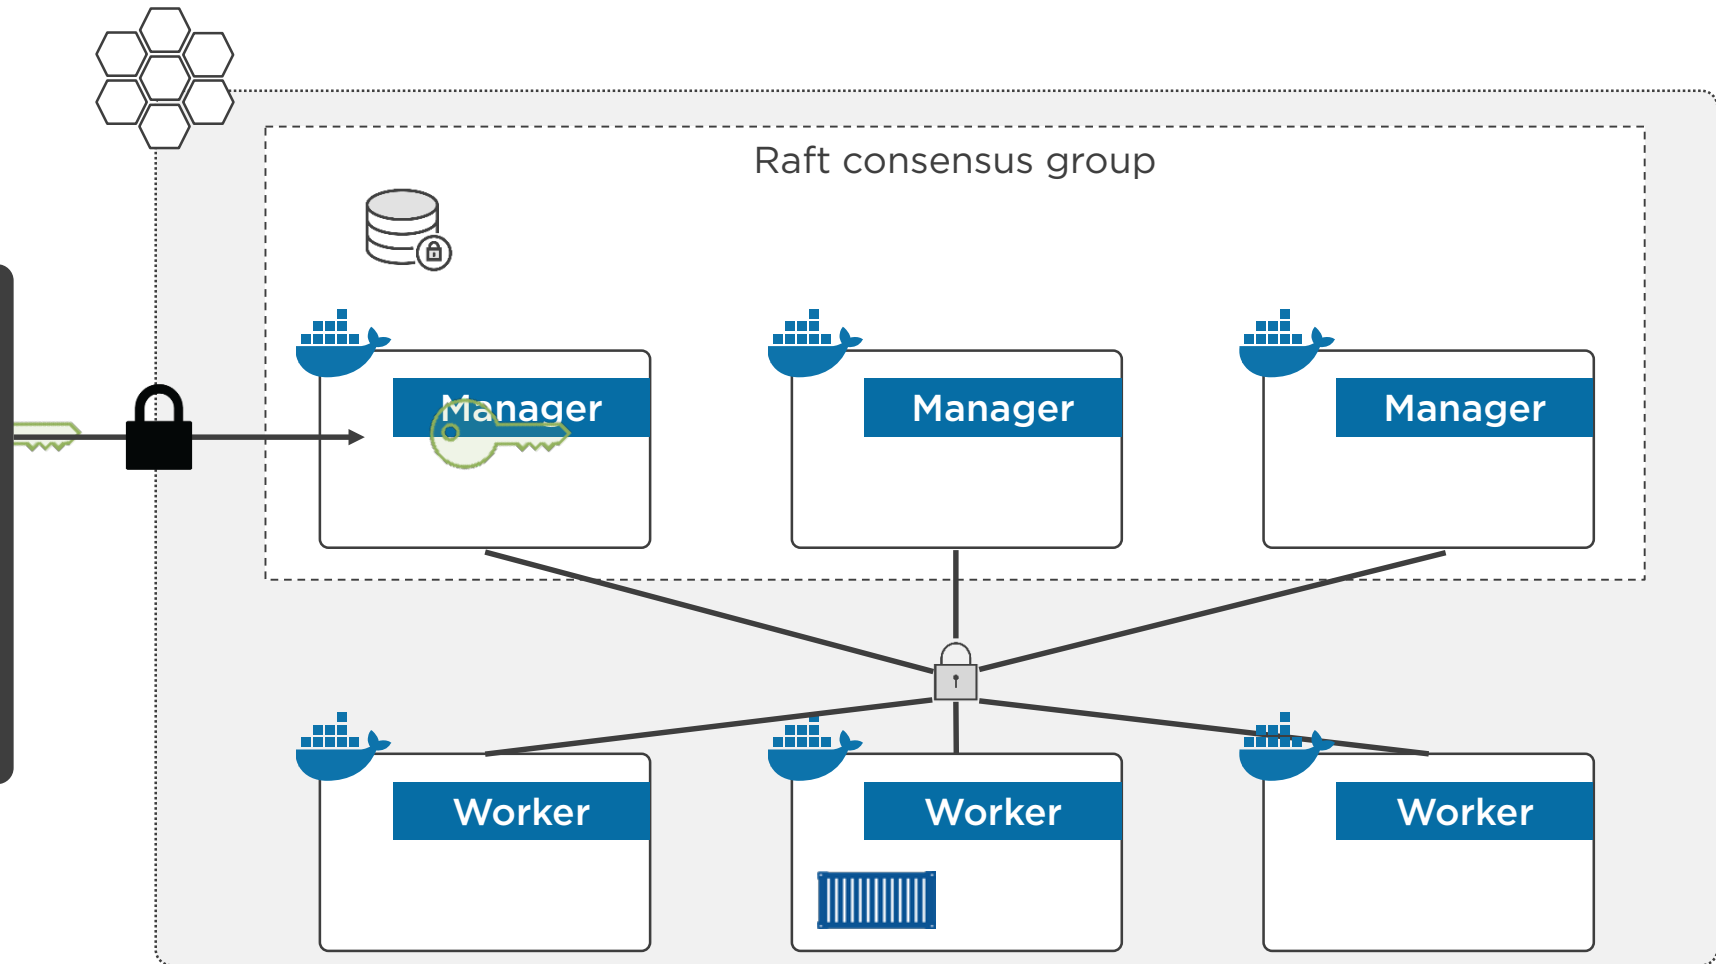 Raft consensus group
Manager
Manager
Manager
Worker
Worker
Worker